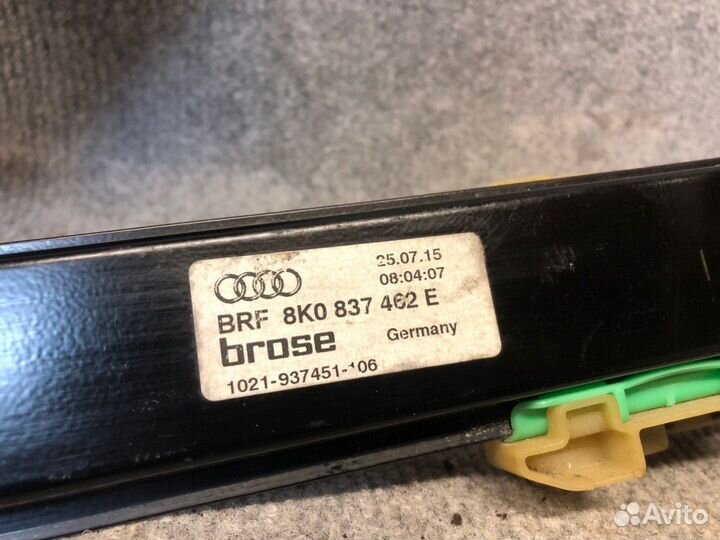 25.07.15
08:04:07
BRF 8K0 837 462 E
brose Germany
1021-937451-106
Avito